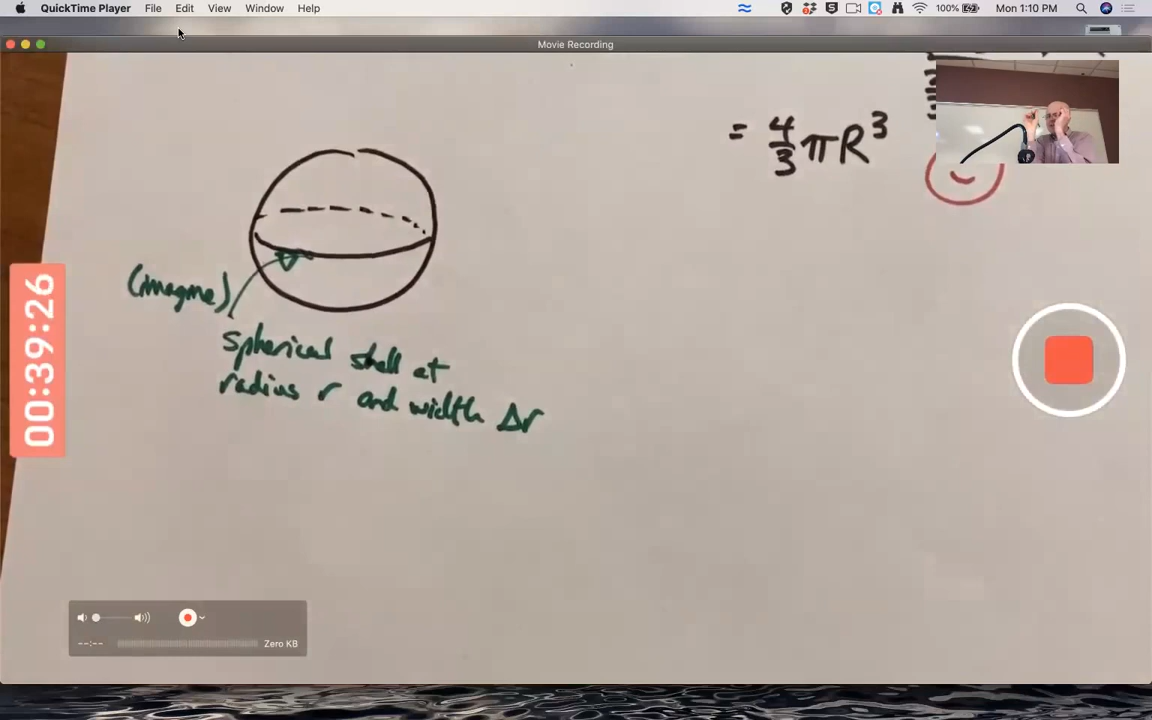 QuickTime Player File Edit View Window Help 100% Mon 1:10 PM
Movie Recording
= 4/3 πR³
(imagine)
spherical shell at
radius r and width Δr
00:39:26
--:-- Zero KB